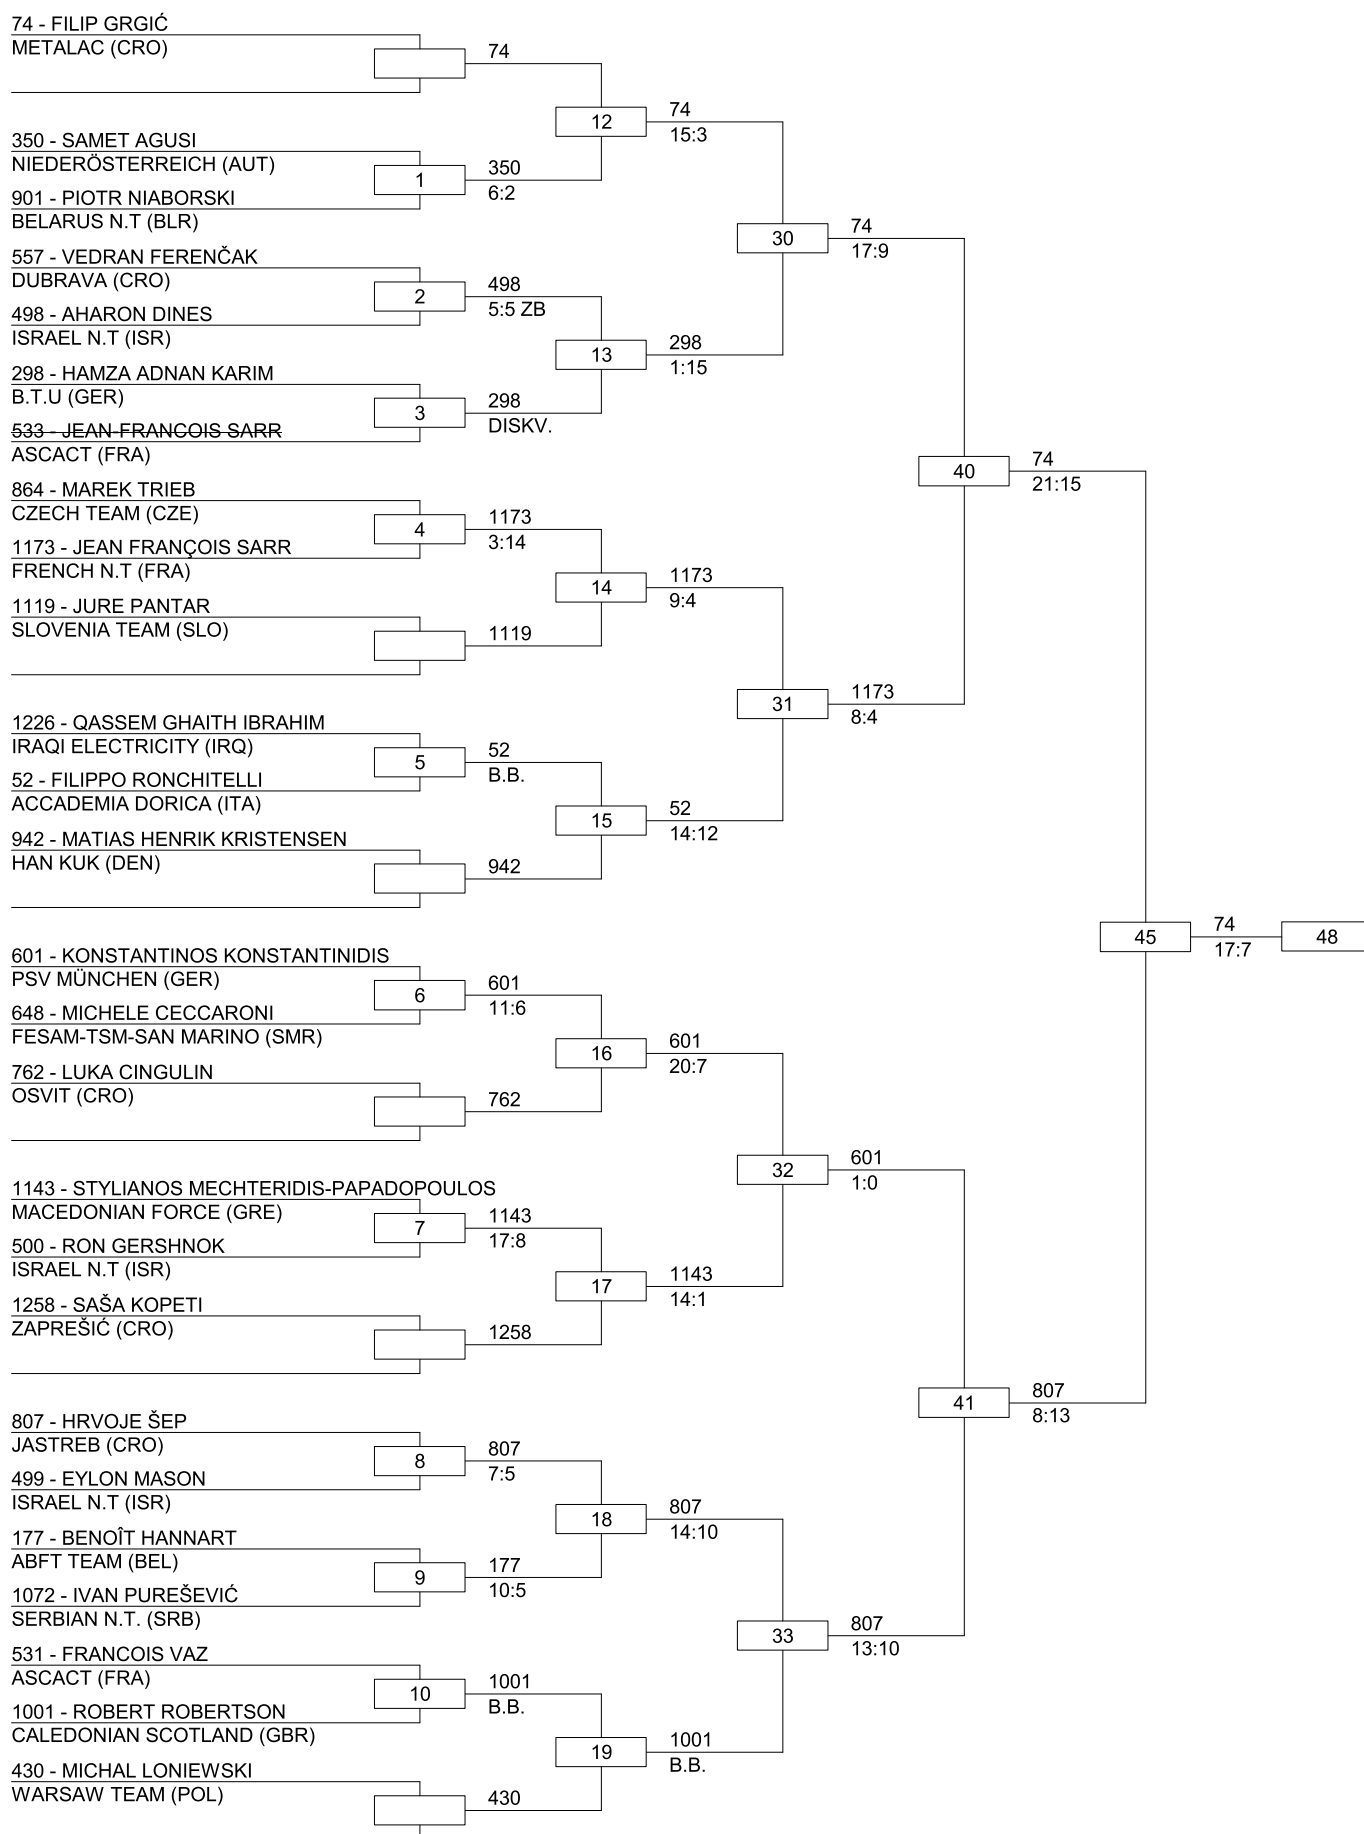 74 - FILIP GRGIĆ
METALAC (CRO)
74
12
74
15:3
350 - SAMET AGUSI
NIEDERÖSTERREICH (AUT)
1
350
6:2
901 - PIOTR NIABORSKI
BELARUS N.T (BLR)
30
74
17:9
557 - VEDRAN FERENČAK
DUBRAVA (CRO)
2
498
5:5 ZB
498 - AHARON DINES
ISRAEL N.T (ISR)
13
298
1:15
298 - HAMZA ADNAN KARIM
B.T.U (GER)
3
298
DISKV.
533 - JEAN-FRANCOIS SARR
ASCACT (FRA)
40
74
21:15
864 - MAREK TRIEB
CZECH TEAM (CZE)
4
1173
3:14
1173 - JEAN FRANÇOIS SARR
FRENCH N.T (FRA)
14
1173
9:4
1119 - JURE PANTAR
SLOVENIA TEAM (SLO)
1119
31
1173
8:4
1226 - QASSEM GHAITH IBRAHIM
IRAQI ELECTRICITY (IRQ)
5
52
B.B.
52 - FILIPPO RONCHITELLI
ACCADEMIA DORICA (ITA)
15
52
14:12
942 - MATIAS HENRIK KRISTENSEN
HAN KUK (DEN)
942
45
74
17:7
48
601 - KONSTANTINOS KONSTANTINIDIS
PSV MÜNCHEN (GER)
6
601
11:6
648 - MICHELE CECCARONI
FESAM-TSM-SAN MARINO (SMR)
16
601
20:7
762 - LUKA CINGULIN
OSVIT (CRO)
762
32
601
1:0
1143 - STYLIANOS MECHTERIDIS-PAPADOPOULOS
MACEDONIAN FORCE (GRE)
7
1143
17:8
500 - RON GERSHNOK
ISRAEL N.T (ISR)
17
1143
14:1
1258 - SAŠA KOPETI
ZAPREŠIĆ (CRO)
1258
41
807
8:13
807 - HRVOJE ŠEP
JASTREB (CRO)
8
807
7:5
499 - EYLON MASON
ISRAEL N.T (ISR)
18
807
14:10
177 - BENOÎT HANNART
ABFT TEAM (BEL)
9
177
10:5
1072 - IVAN PUREŠEVIĆ
SERBIAN N.T. (SRB)
33
807
13:10
531 - FRANCOIS VAZ
ASCACT (FRA)
10
1001
B.B.
1001 - ROBERT ROBERTSON
CALEDONIAN SCOTLAND (GBR)
19
1001
B.B.
430 - MICHAL LONIEWSKI
WARSAW TEAM (POL)
430